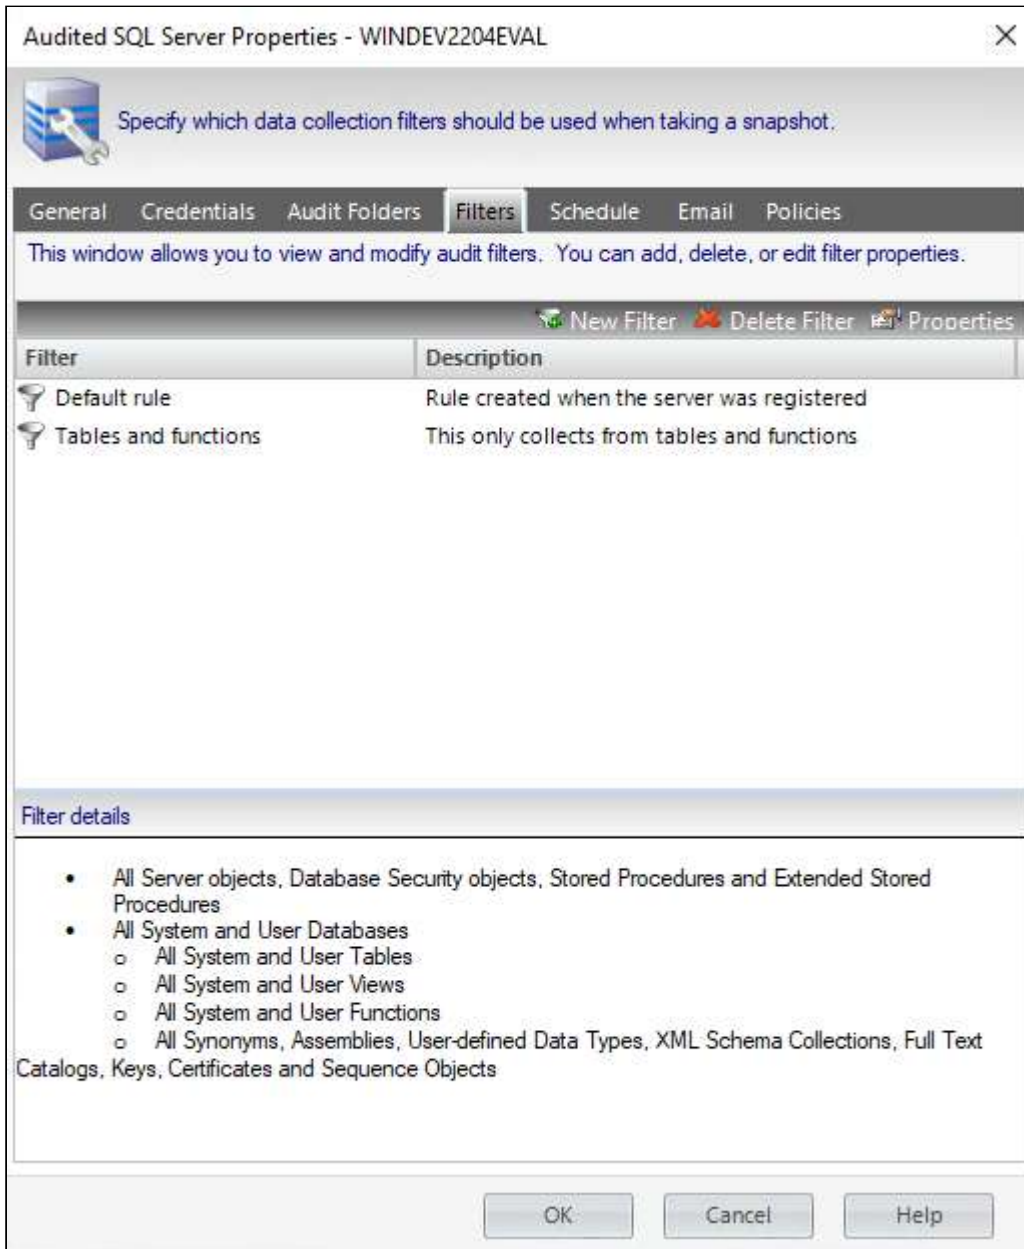 Audited SQL Server Properties - WINDEV2204EVAL
Specify which data collection filters should be used when taking a snapshot.
General Credentials Audit Folders Filters Schedule Email Policies
This window allows you to view and modify audit filters. You can add, delete, or edit filter properties.
New Filter Delete Filter Properties
Filter Description
Default rule Rule created when the server was registered
Tables and functions This only collects from tables and functions
Filter details
• All Server objects, Database Security objects, Stored Procedures and Extended Stored
Procedures
• All System and User Databases
o All System and User Tables
o All System and User Views
o All System and User Functions
o All Synonyms, Assemblies, User-defined Data Types, XML Schema Collections, Full Text
Catalogs, Keys, Certificates and Sequence Objects
OK Cancel Help